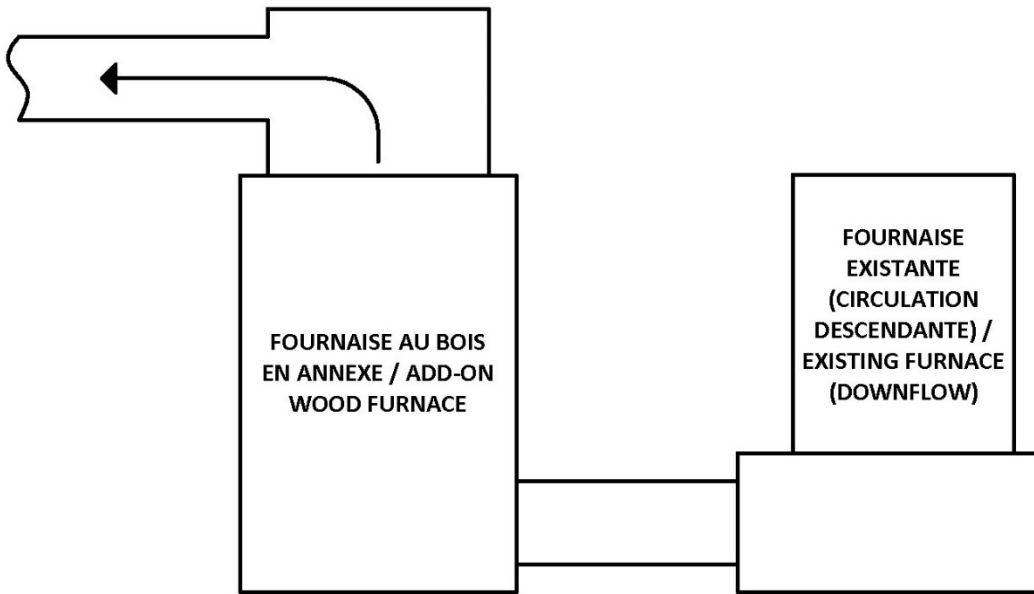 FOURNAISE AU BOIS
EN ANNEXE / ADD-ON
WOOD FURNACE
FOURNAISE
EXISTANTE
(CIRCULATION
DESCENDANTE) /
EXISTING FURNACE
(DOWNFLOW)